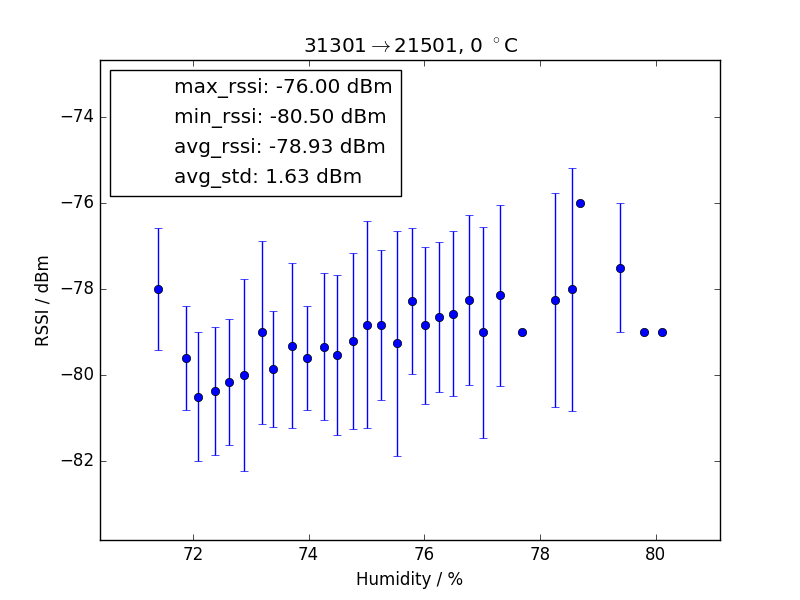 31301→21501, 0 °C
max_rssi: -76.00 dBm
min_rssi: -80.50 dBm
avg_rssi: -78.93 dBm
avg_std: 1.63 dBm
−74
−76
−78
−80
−82
RSSI / dBm
72 74 76 78 80
Humidity / %